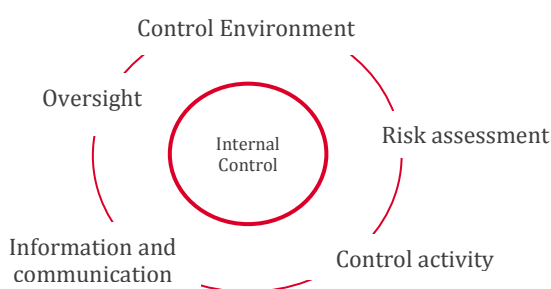 Control Environment
Oversight
Internal
Control
Risk assessment
Information and
communication
Control activity